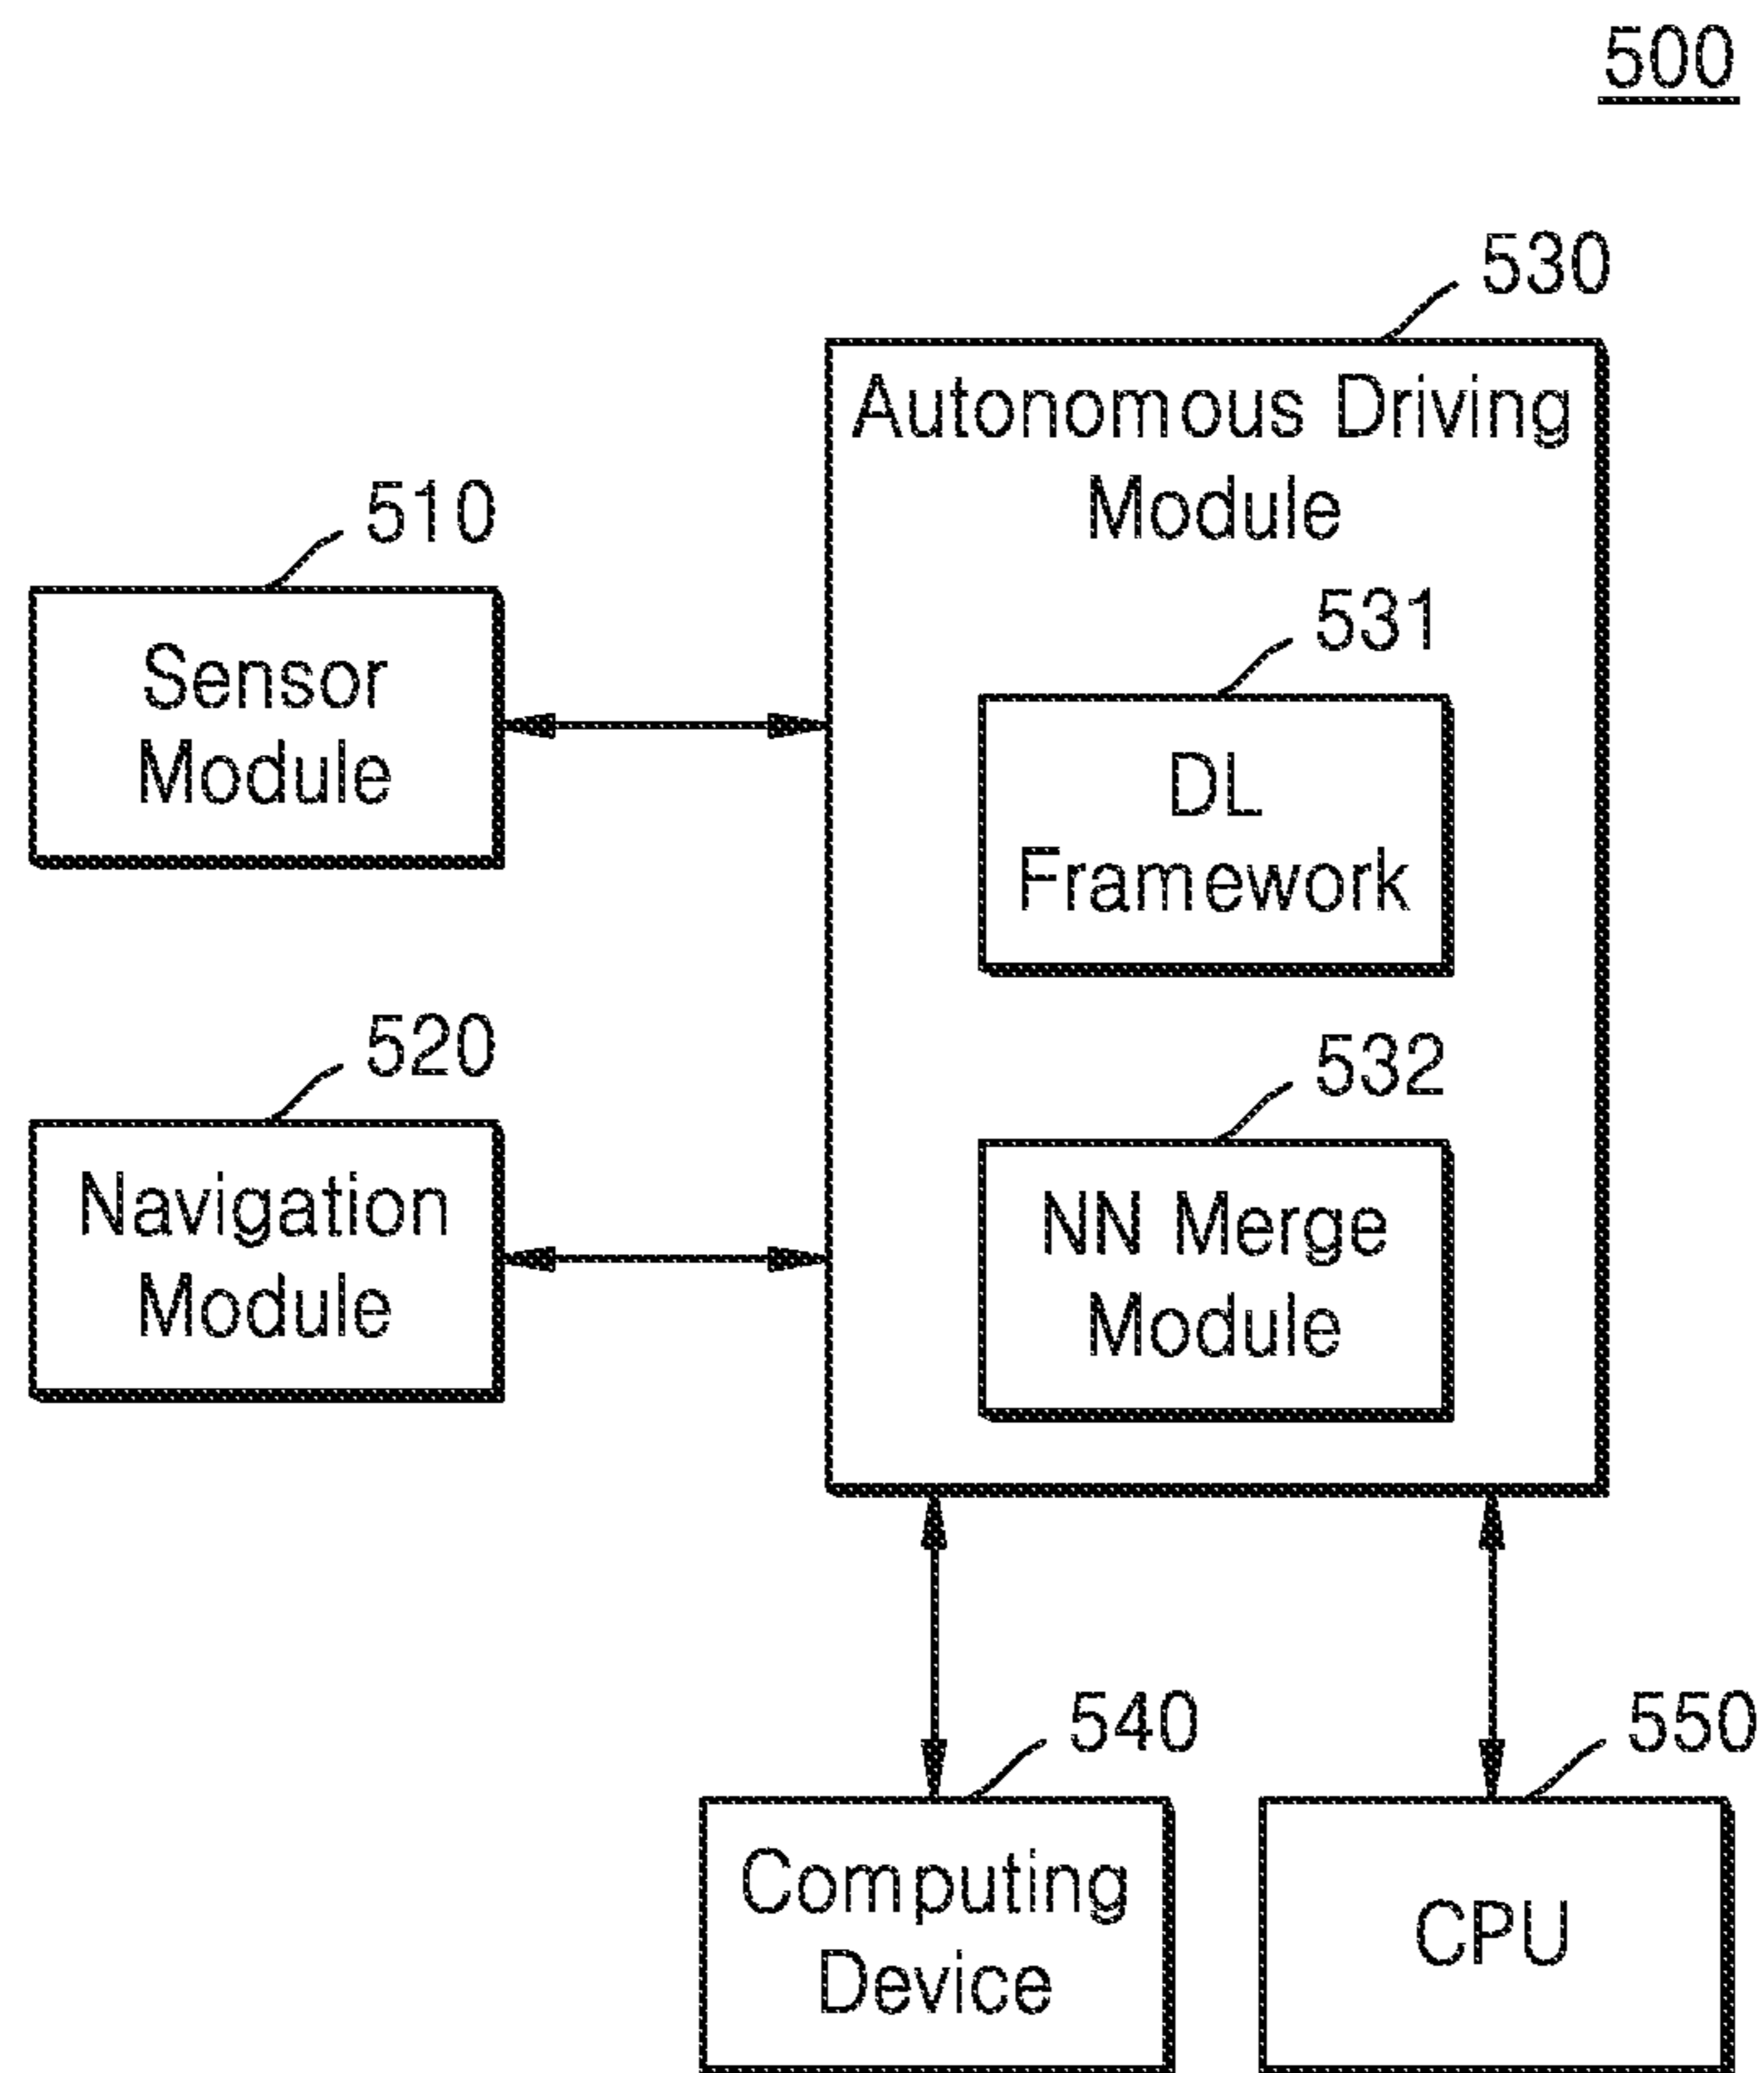 500
530
Autonomous Driving
Module
510
Sensor
Module
531
DL
Framework
520
Navigation
Module
532
NN Merge
Module
540
Computing
Device
550
CPU